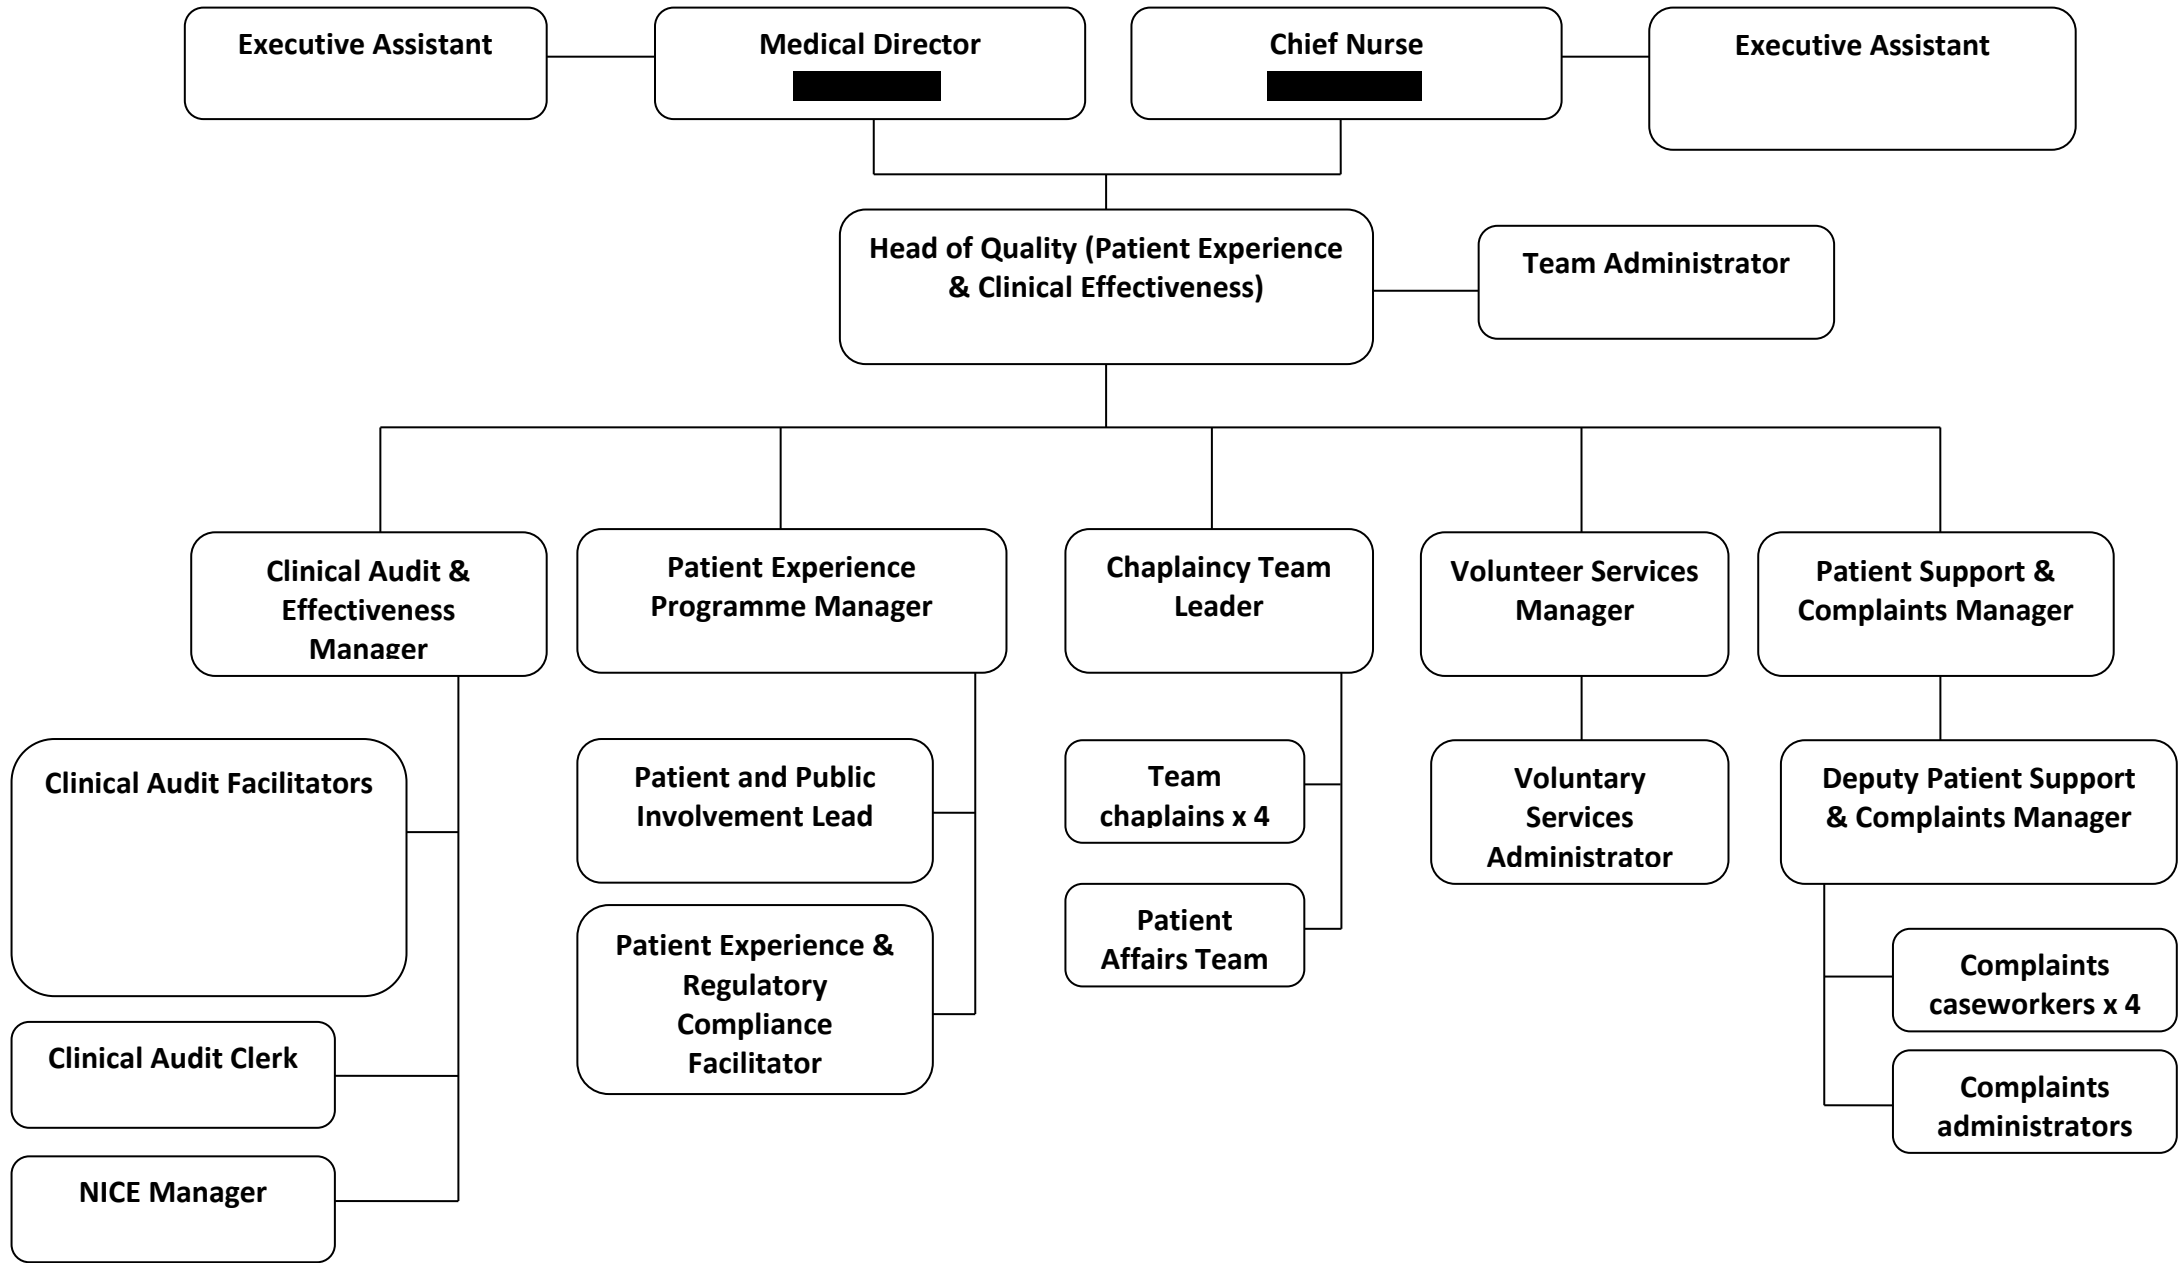 Executive Assistant
Medical Director
Chief Nurse
Executive Assistant
Head of Quality (Patient Experience
& Clinical Effectiveness)
Team Administrator
Clinical Audit &
Effectiveness
Manager
Patient Experience
Programme Manager
Chaplaincy Team
Leader
Volunteer Services
Manager
Patient Support &
Complaints Manager
Clinical Audit Facilitators
Clinical Audit Clerk
NICE Manager
Patient and Public
Involvement Lead
Patient Experience &
Regulatory
Compliance
Facilitator
Team
chaplains x 4
Patient
Affairs Team
Voluntary
Services
Administrator
Deputy Patient Support
& Complaints Manager
Complaints
caseworkers x 4
Complaints
administrators